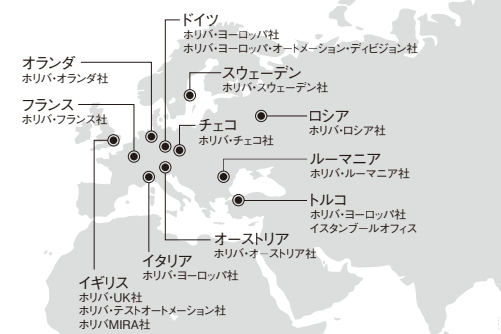 ドイツ
ホリバ・ヨーロッパ社
ホリバ・ヨーロッパ・オートメーション・ディビジョン社
オランダ
ホリバ・オランダ社
スウェーデン
ホリバ・スウェーデン社
フランス
ホリバ・フランス社
チェコ
ホリバ・チェコ社
ロシア
ホリバ・ロシア社
ルーマニア
ホリバ・ルーマニア社
トルコ
ホリバ・ヨーロッパ社
イスタンブールオフィス
オーストリア
ホリバ・オーストリア社
イタリア
ホリバ・ヨーロッパ社
イギリス
ホリバ・UK社
ホリバ・テストオートメーション社
ホリバMIRA社